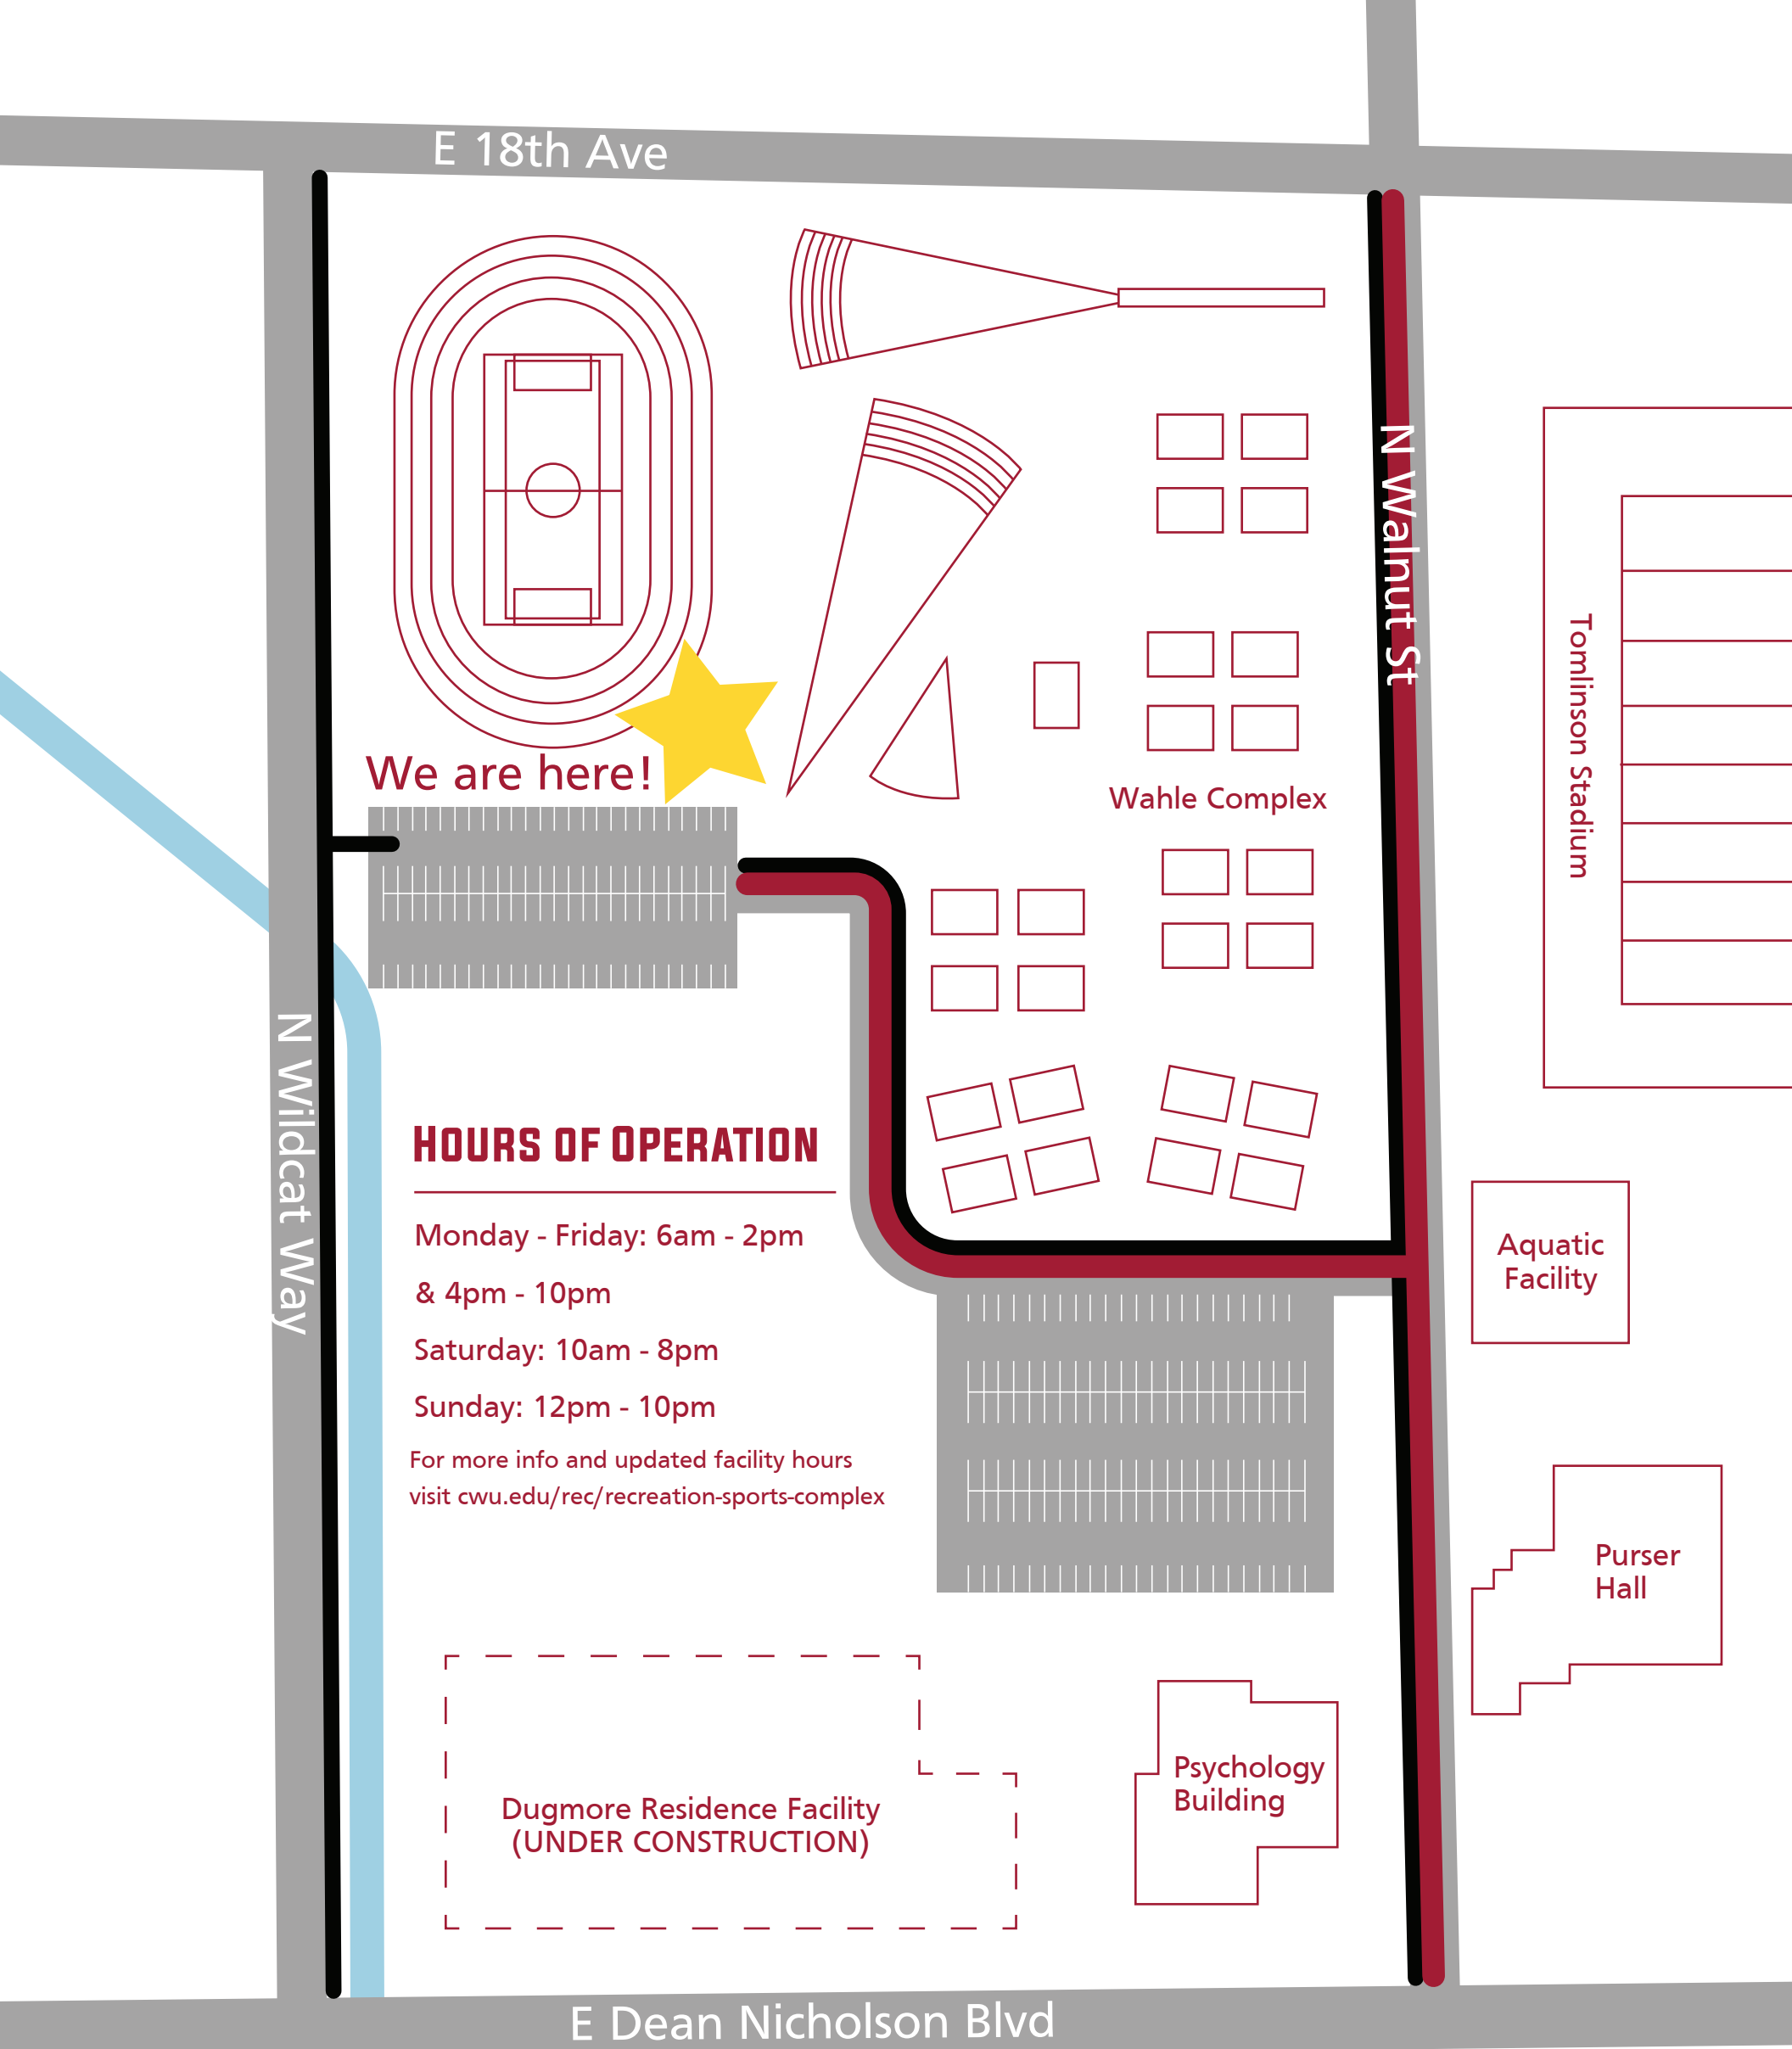 E 18th Ave
N Walnut St
Tomlinson Stadium
We are here!
Wahle Complex
N Wildcat Way
HOURS OF OPERATION
Monday - Friday: 6am - 2pm
& 4pm - 10pm
Saturday: 10am - 8pm
Sunday: 12pm - 10pm
For more info and updated facility hours
visit cwu.edu/rec/recreation-sports-complex
Aquatic
Facility
Purser
Hall
Psychology
Building
Dugmore Residence Facility
(UNDER CONSTRUCTION)
E Dean Nicholson Blvd